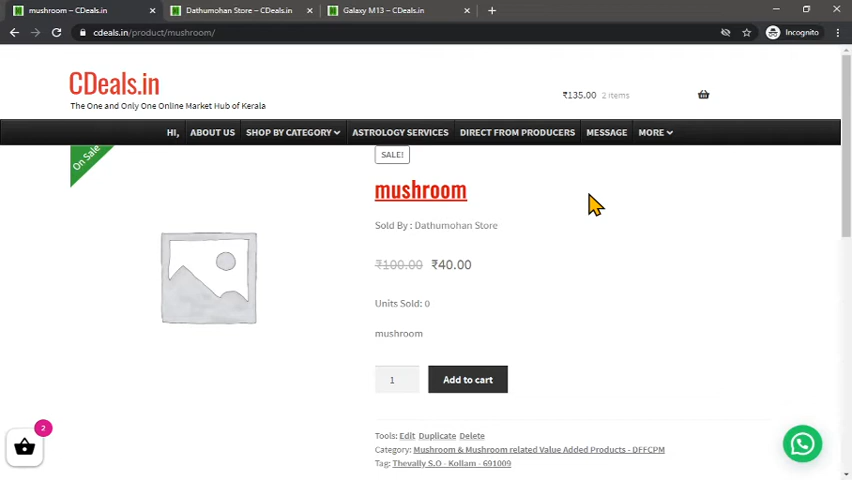 mushroom – CDeals.in
Dathumohan Store – CDeals.in
Galaxy M13 – CDeals.in
cdeals.in/product/mushroom/
Incognito
CDeals.in
The One and Only One Online Market Hub of Kerala
₹135.00 2 items
HI, ABOUT US SHOP BY CATEGORY ASTROLOGY SERVICES DIRECT FROM PRODUCERS MESSAGE MORE
On Sale
SALE!
mushroom
Sold By : Dathumohan Store
₹100.00 ₹40.00
Units Sold: 0
mushroom
1 Add to cart
Tools: Edit Duplicate Delete
Category: Mushroom & Mushroom related Value Added Products - DFFCPM
Tag: Thevally S.O - Kollam - 691009
2